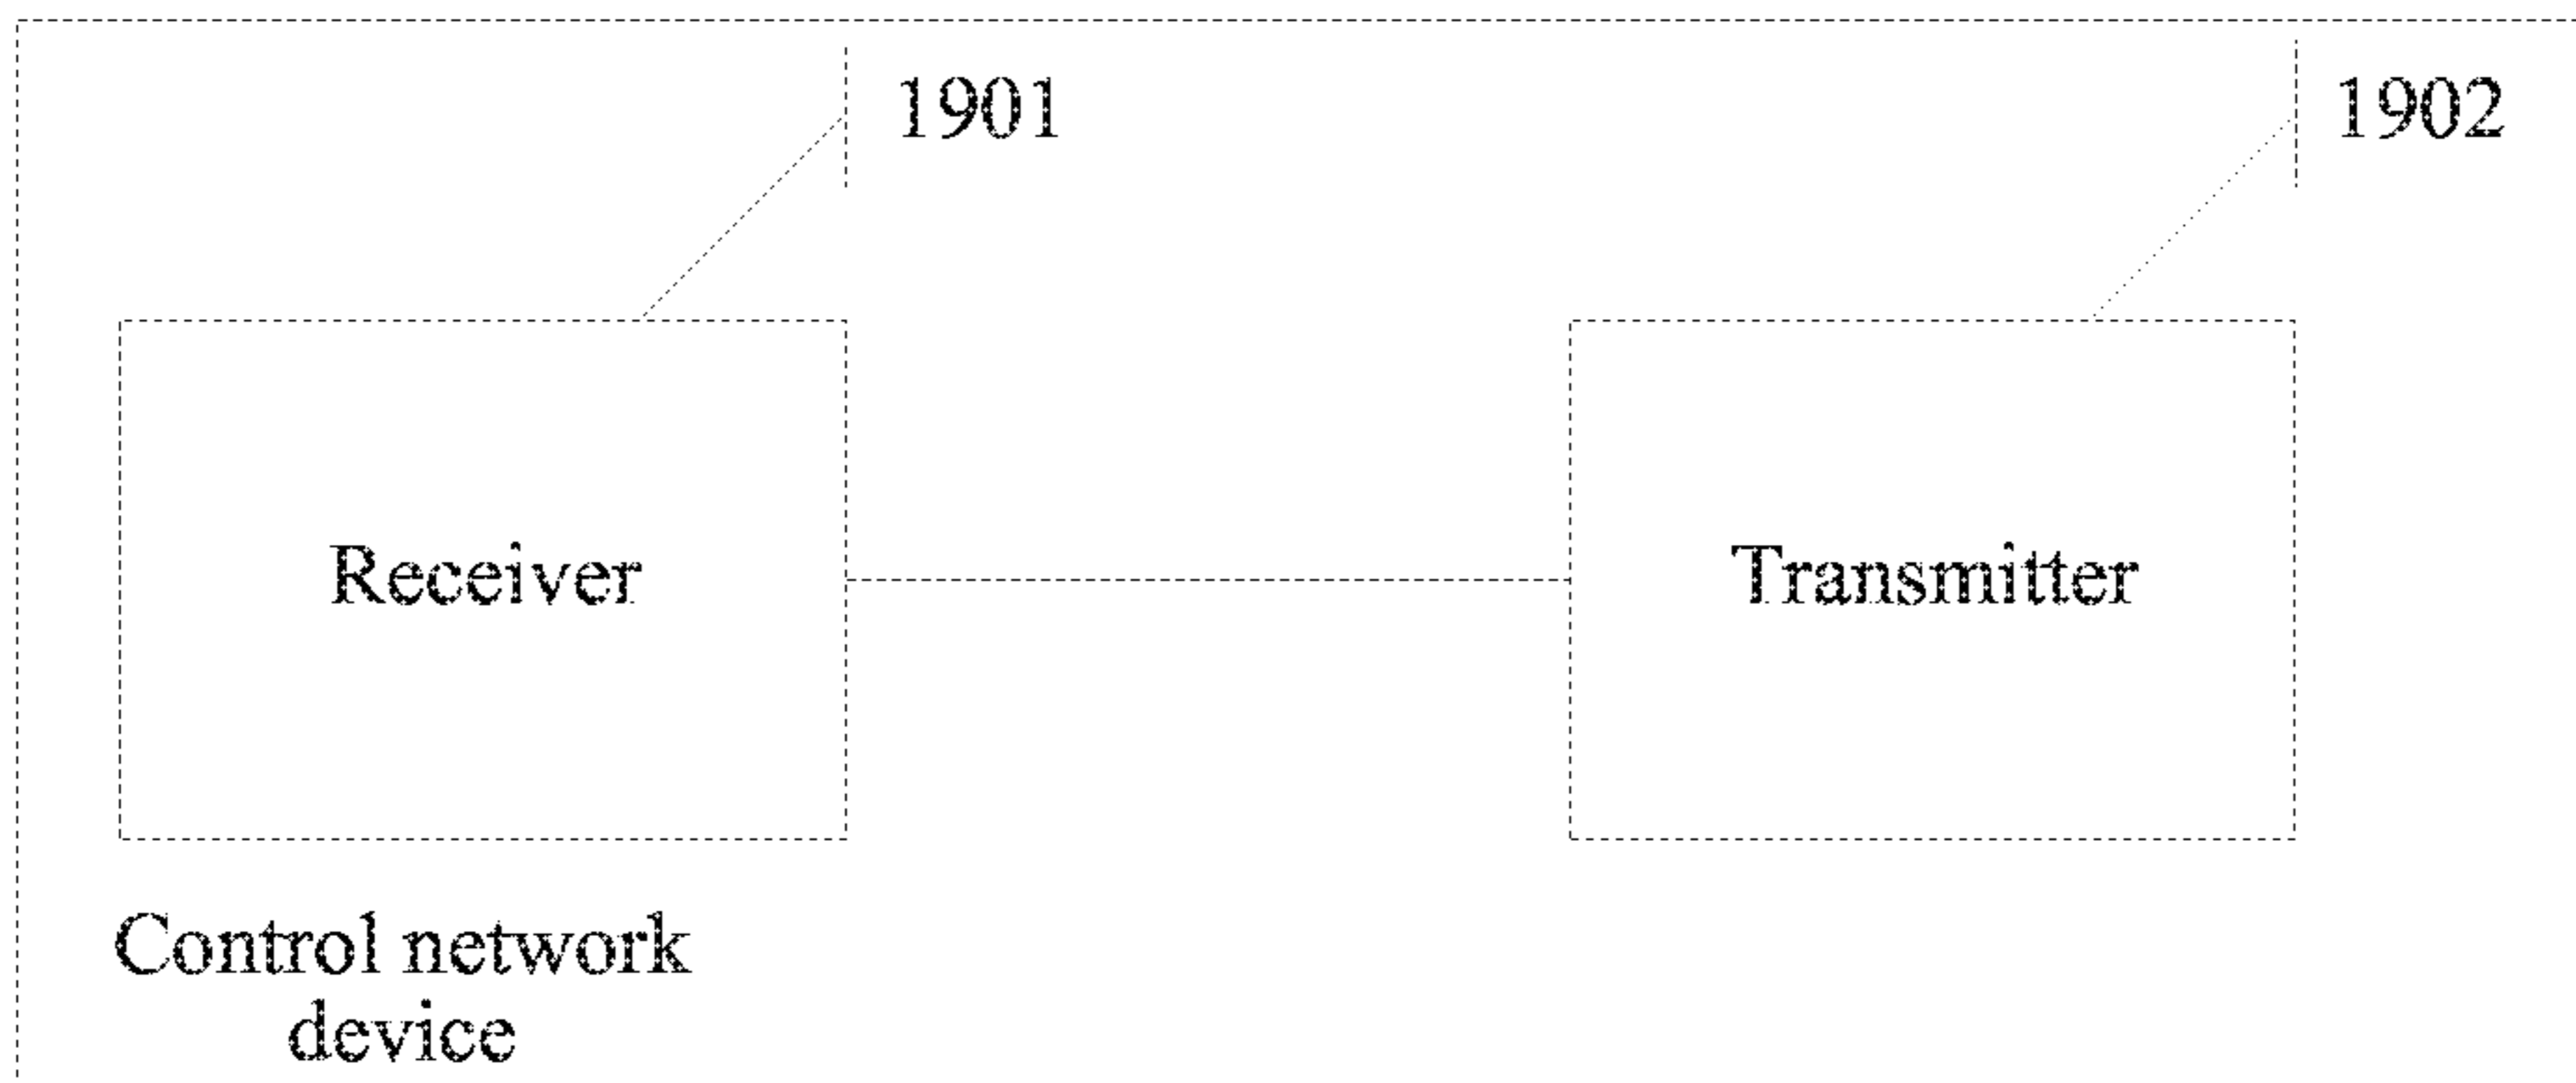 1901
1902
Receiver
Transmitter
Control network
device